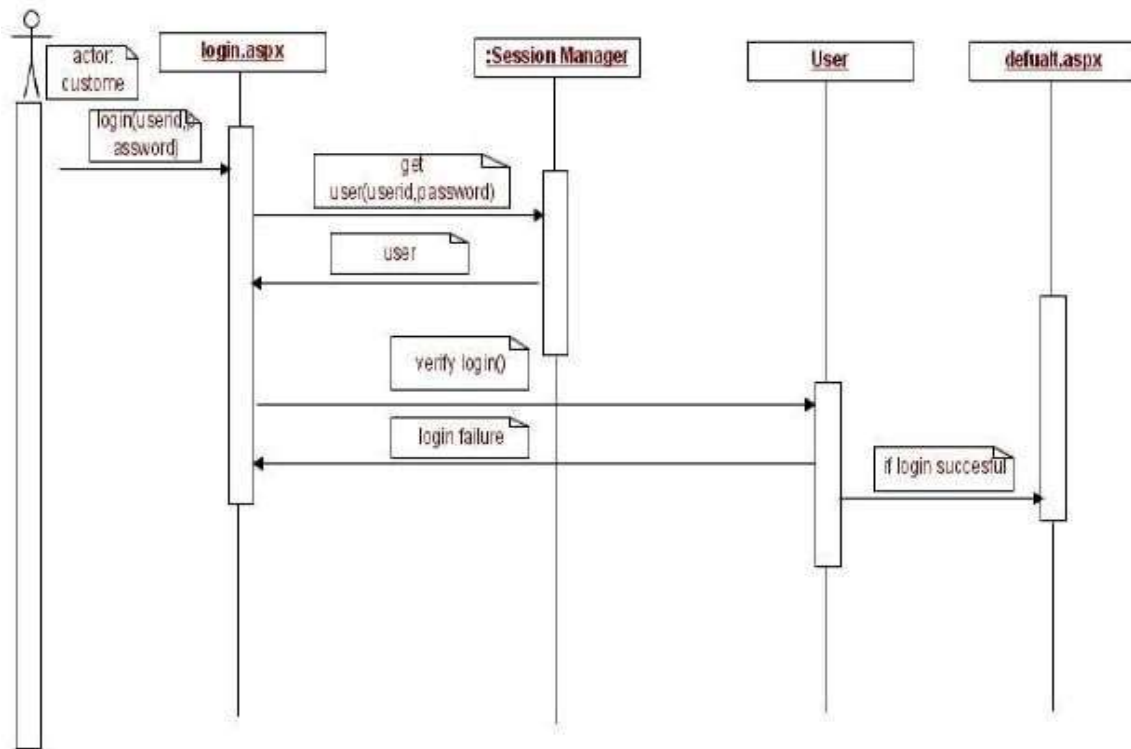 actor:
custome
login.aspx
:Session Manager
User
defualt.aspx
login(userid,p
assword)
get
user(userid,password)
user
verify login()
login failure
if login succesful